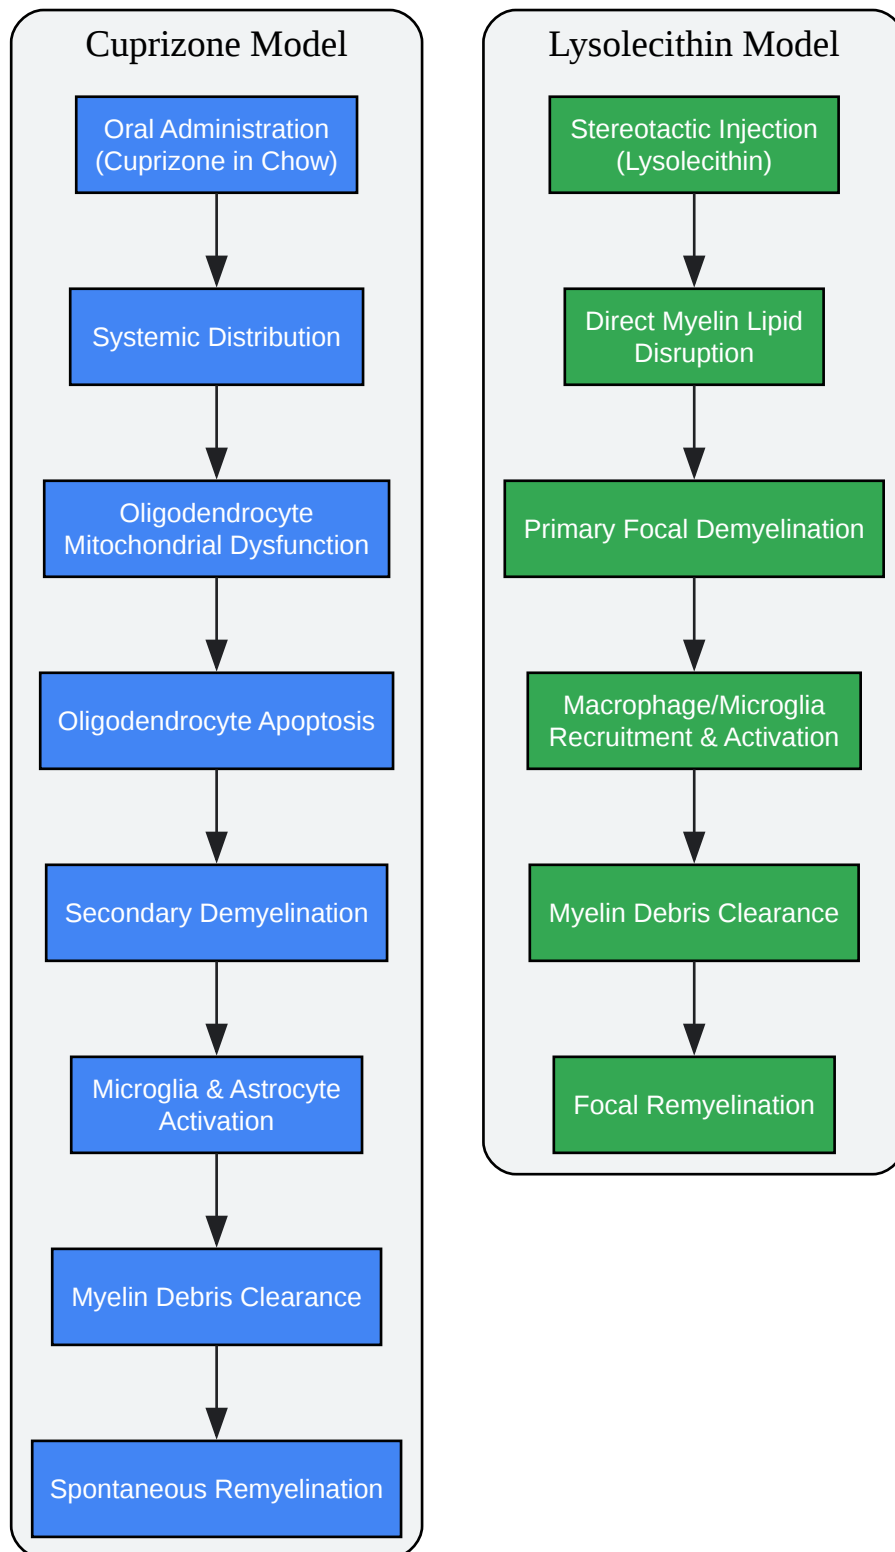 Cuprizone Model
Oral Administration
(Cuprizone in Chow)
Systemic Distribution
Oligodendrocyte
Mitochondrial Dysfunction
Oligodendrocyte Apoptosis
Secondary Demyelination
Microglia & Astrocyte
Activation
Myelin Debris Clearance
Spontaneous Remyelination
Lysolecithin Model
Stereotactic Injection
(Lysolecithin)
Direct Myelin Lipid
Disruption
Primary Focal Demyelination
Macrophage/Microglia
Recruitment & Activation
Myelin Debris Clearance
Focal Remyelination